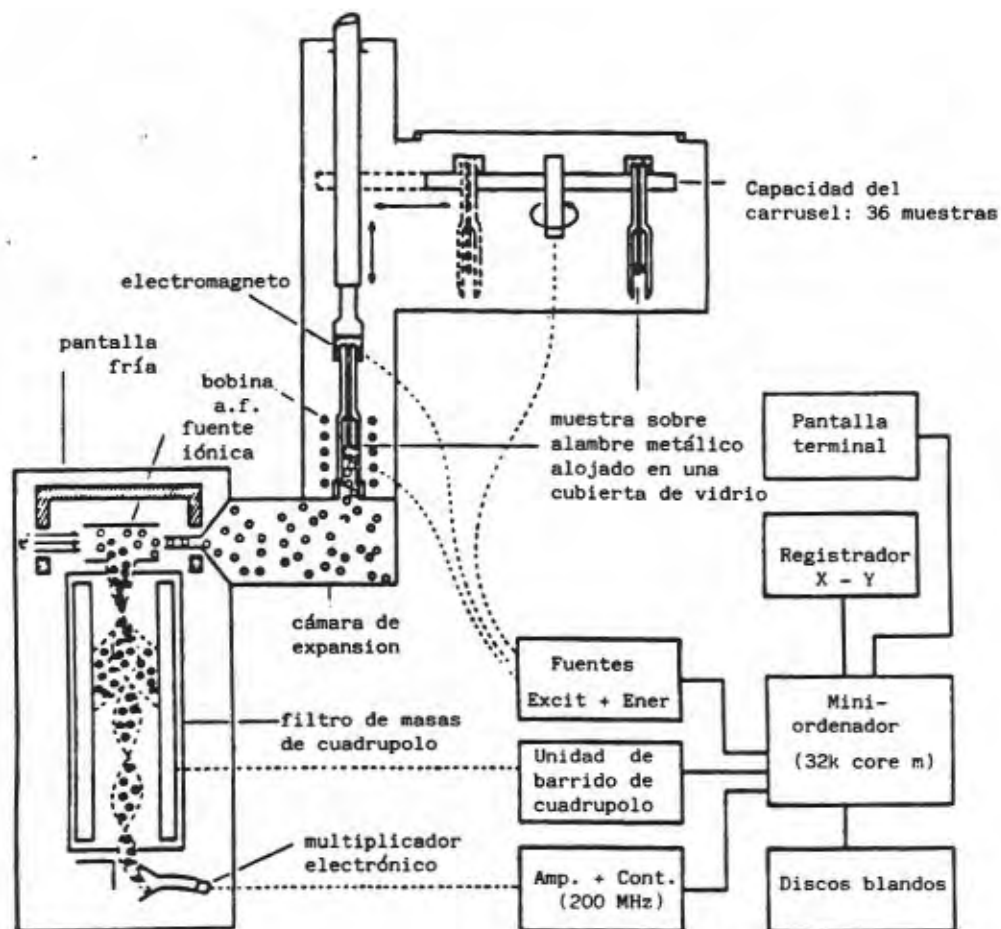 Capacidad del
carrusel: 36 muestras
electromagneto
pantalla
fría
bobina
a.f.
fuente
iónica
muestra sobre
alambre metálico
alojado en una
cubierta de vidrio
Pantalla
terminal
Registrador
X - Y
cámara de
expansion
Fuentes
Excit + Ener
Mini-
ordenador
(32k core m)
filtro de masas
de cuadrupolo
Unidad de
barrido de
cuadrupolo
multiplicador
electrónico
Amp. + Cont.
(200 MHz)
Discos blandos